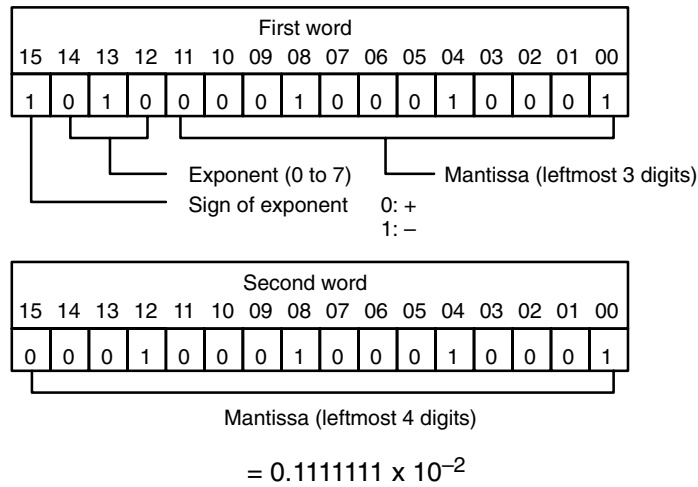 First word
15 14 13 12 11 10 09 08 07 06 05 04 03 02 01 00
1 0 1 0 0 0 0 1 0 0 0 1 0 0 0 1
Exponent (0 to 7) Mantissa (leftmost 3 digits)
Sign of exponent 0: +
1: –
Second word
15 14 13 12 11 10 09 08 07 06 05 04 03 02 01 00
0 0 0 1 0 0 0 1 0 0 0 1 0 0 0 1
Mantissa (leftmost 4 digits)
= 0.1111111 x 10–2